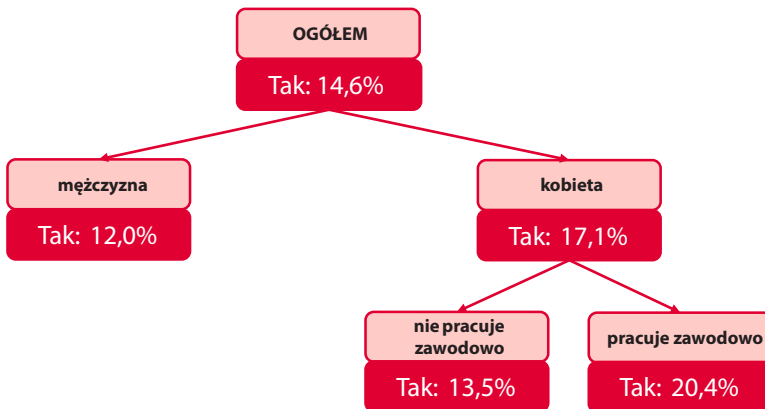 OGÓŁEM
Tak: 14,6%
mężczyzna
Tak: 12,0%
kobieta
Tak: 17,1%
nie pracuje
zawodowo
Tak: 13,5%
pracuje zawodowo
Tak: 20,4%